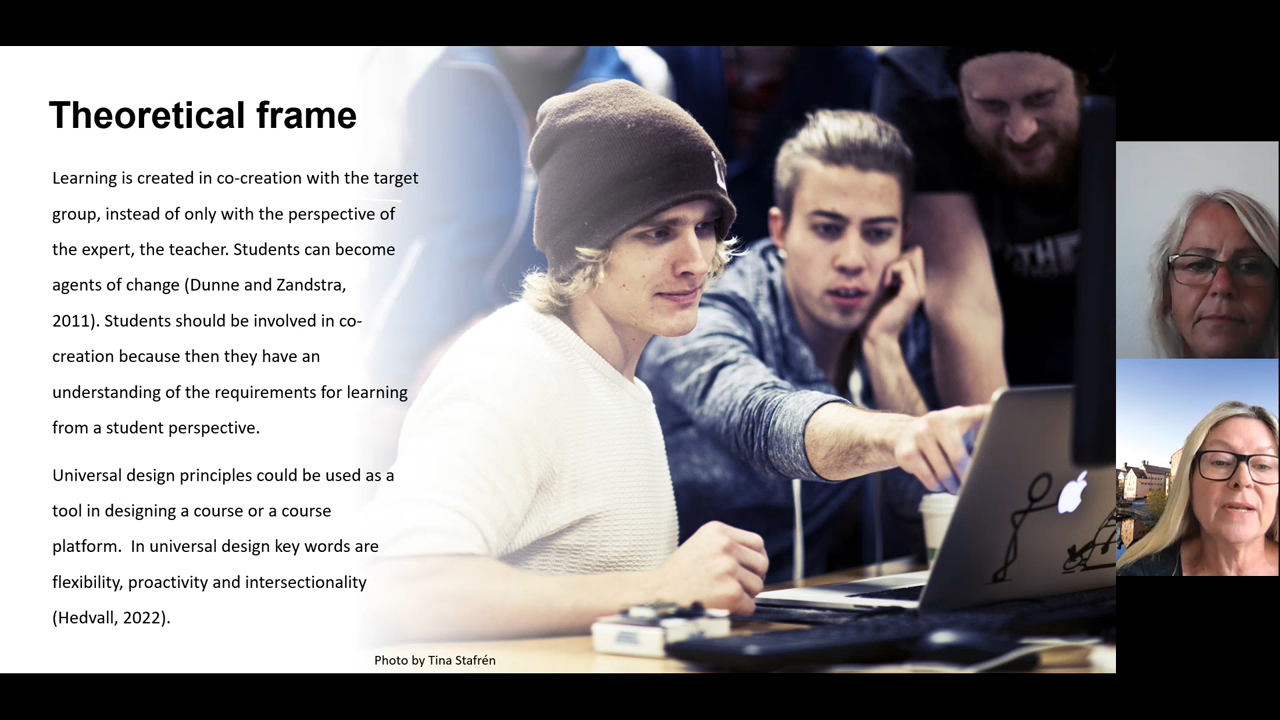 Theoretical frame
Learning is created in co-creation with the target
group, instead of only with the perspective of
the expert, the teacher. Students can become
agents of change (Dunne and Zandstra,
2011). Students should be involved in co-
creation because then they have an
understanding of the requirements for learning
from a student perspective.
Universal design principles could be used as a
tool in designing a course or a course
platform.  In universal design key words are
flexibility, proactivity and intersectionality
(Hedvall, 2022).
Photo by Tina Stafrén